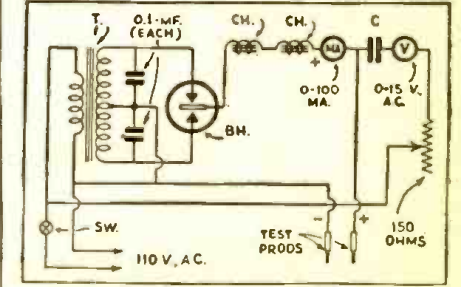 T.
0.1-MF.
(EACH)
CH.
CH.
C
MA
V
+
0-100
MA.
0-15 V.
A.C.
BH.
-
+
SW.
TEST
PRODS
150
OHMS
110 V., A.C.